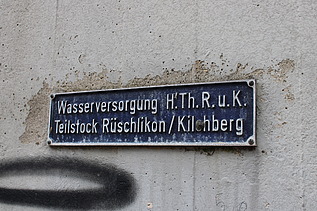 Wasserversorgung H.Th.R.u.K.
Teilstock Rüschlikon/Kilchberg